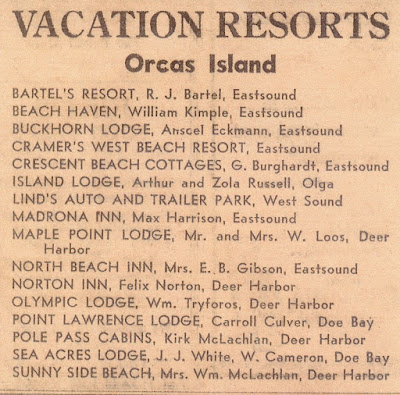 VACATION RESORTS
Orcas Island
BARTEL'S RESORT, R. J. Bartel, Eastsound
BEACH HAVEN, William Kimple, Eastsound
BUCKHORN LODGE, Anscel Eckmann, Eastsound
CRAMER'S WEST BEACH RESORT, Eastsound
CRESCENT BEACH COTTAGES, G. Burghardt, Eastsound
ISLAND LODGE, Arthur and Zola Russell, Olga
LIND'S AUTO AND TRAILER PARK, West Sound
MADRONA INN, Max Harrison, Eastsound
MAPLE POINT LODGE, Mr. and Mrs. W. Loos, Deer
Harbor
NORTH BEACH INN, Mrs. E. B. Gibson, Eastsound
NORTON INN, Felix Norton, Deer Harbor
OLYMPIC LODGE, Wm. Tryforos, Deer Harbor
POINT LAWRENCE LODGE, Carroll Culver, Doe Bay
POLE PASS CABINS, Kirk McLachlan, Deer Harbor
SEA ACRES LODGE, J. J. White, W. Cameron, Doe Bay
SUNNY SIDE BEACH, Mrs. Wm. McLachlan, Deer Harbor